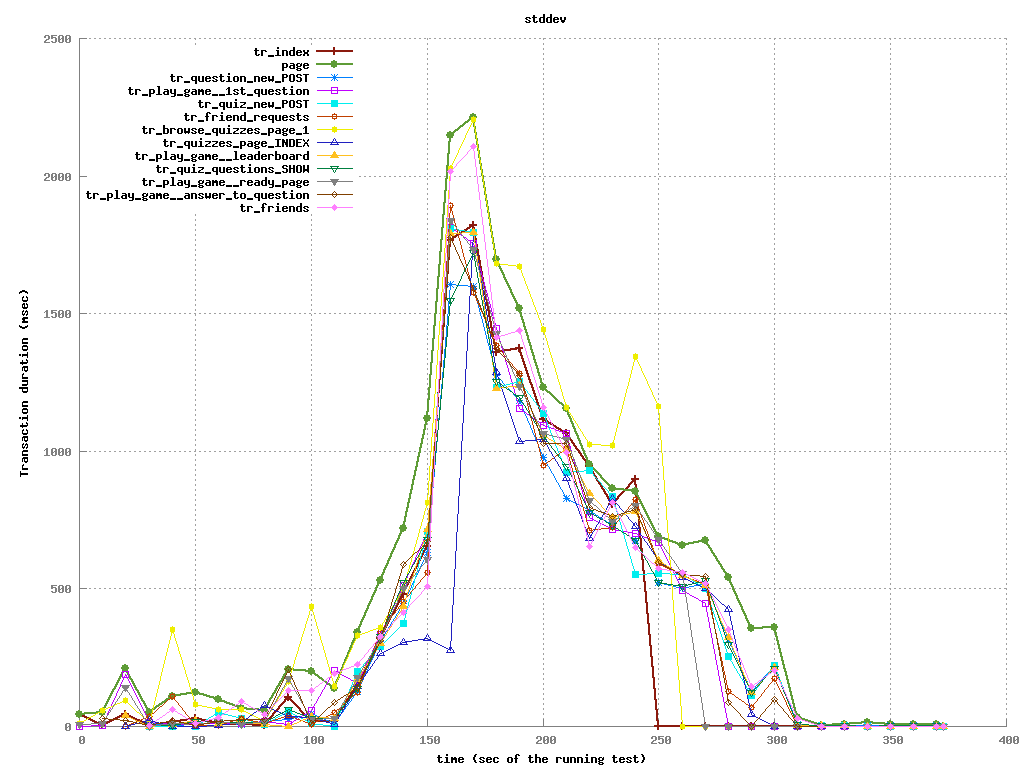 stddev
2500
2000
1500
1000
500
0
Transaction duration (msec)
tr_index
page
tr_question_new_POST
tr_play_game__1st_question
tr_quiz_new_POST
tr_friend_requests
tr_browse_quizzes_page_1
tr_quizzes_page_INDEX
tr_play_game__leaderboard
tr_quiz_questions_SHOW
tr_play_game__ready_page
tr_play_game__answer_to_question
tr_friends
0 50 100 150 200 250 300 350 400
time (sec of the running test)